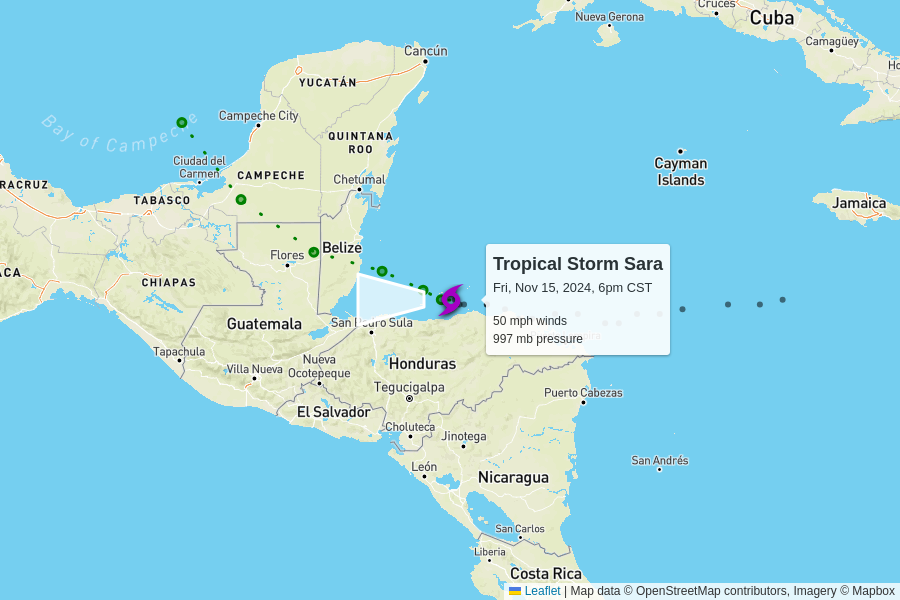 Cruces
Nueva Gerona
Cuba
Camagüey
Ho
Cancún
YUCATÁN
Campeche City
Bay of Campeche
QUINTANA
ROO
Ciudad del
Carmen
CAMPECHE
Chetumal
Cayman
Islands
RACRUZ
TABASCO
Jamaica
Belize
Flores
ACA
CHIAPAS
Tropical Storm Sara
Fri, Nov 15, 2024, 6pm CST
50 mph winds
997 mb pressure
Guatemala
San Pedro Sula
Tapachula
Villa Nueva
Nueva
Ocotepeque
Honduras
Tegucigalpa
Puerto Cabezas
El Salvador
Choluteca
Jinotega
León
Nicaragua
San Andrés
San Carlos
Liberia
Costa Rica
Leaflet | Map data © OpenStreetMap contributors, Imagery © Mapbox